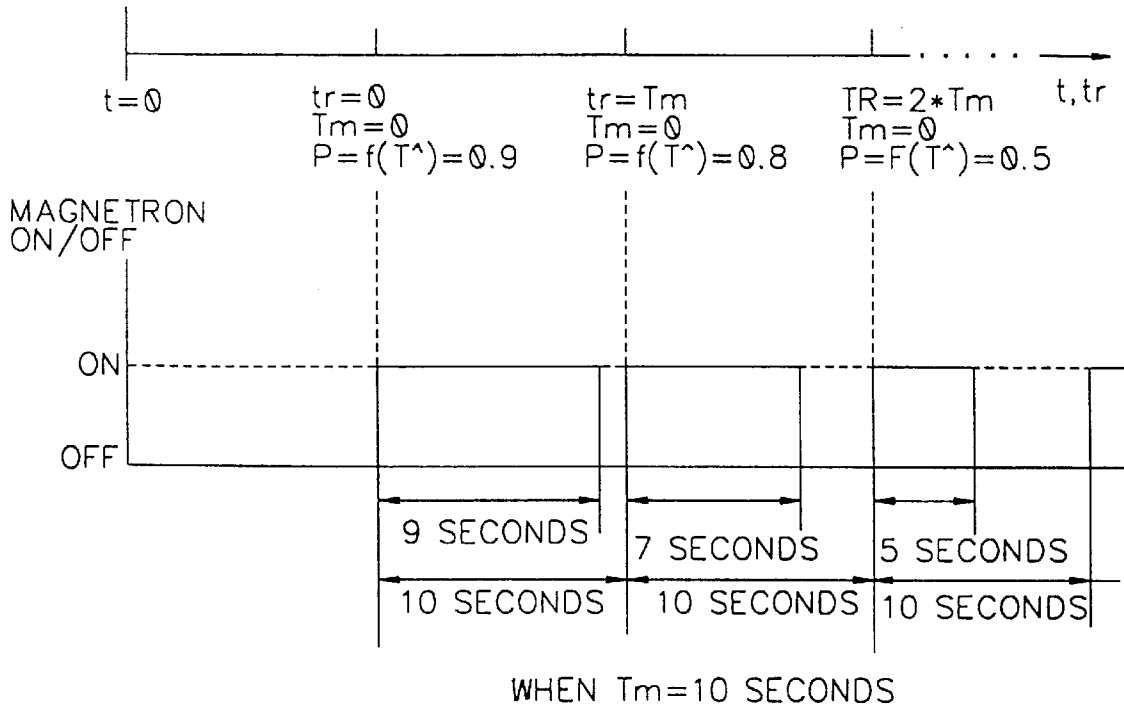 t=0
tr=0
Tm=0
P=f(T^)=0.9
tr=Tm
Tm=0
P=f(T^)=0.8
TR=2*Tm
Tm=0
P=F(T^)=0.5
t,tr
MAGNETRON
ON/OFF
ON
OFF
9 SECONDS
7 SECONDS
5 SECONDS
10 SECONDS
10 SECONDS
10 SECONDS
WHEN Tm=10 SECONDS